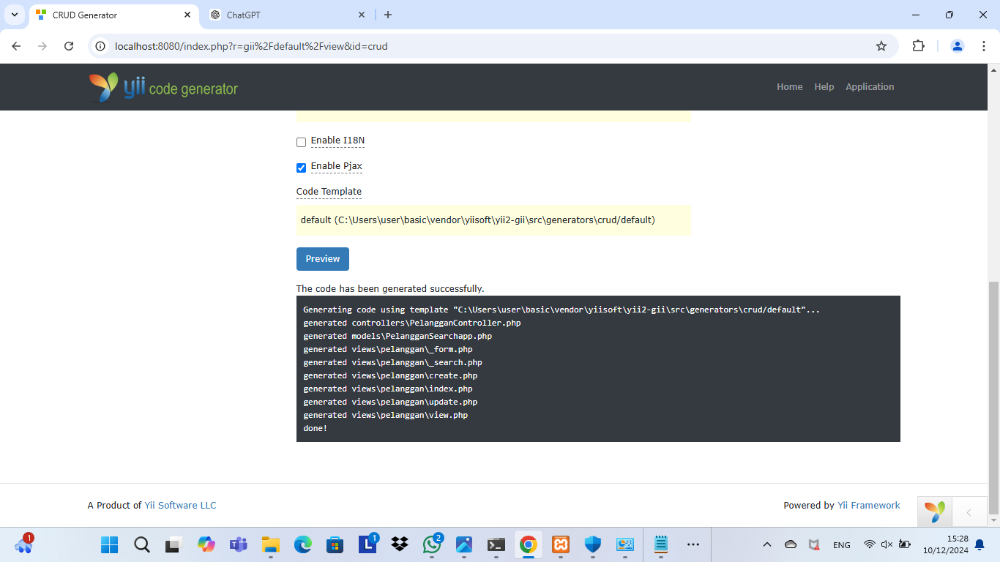 CRUD Generator
ChatGPT
localhost:8080/index.php?r=gii%2Fdefault%2Fview&id=crud
yii code generator
Home Help Application
Enable I18N
Enable Pjax
Code Template
default (C:\Users\user\basic\vendor\yiisoft\yii2-gii\src\generators\crud/default)
Preview
The code has been generated successfully.
Generating code using template "C:\Users\user\basic\vendor\yiisoft\yii2-gii\src\generators\crud/default"...
generated controllers\PelangganController.php
generated models\PelangganSearchapp.php
generated views\pelanggan\_form.php
generated views\pelanggan\_search.php
generated views\pelanggan\create.php
generated views\pelanggan\index.php
generated views\pelanggan\update.php
generated views\pelanggan\view.php
done!
A Product of Yii Software LLC
Powered by Yii Framework
1
L 1
2
ENG
15:28
10/12/2024